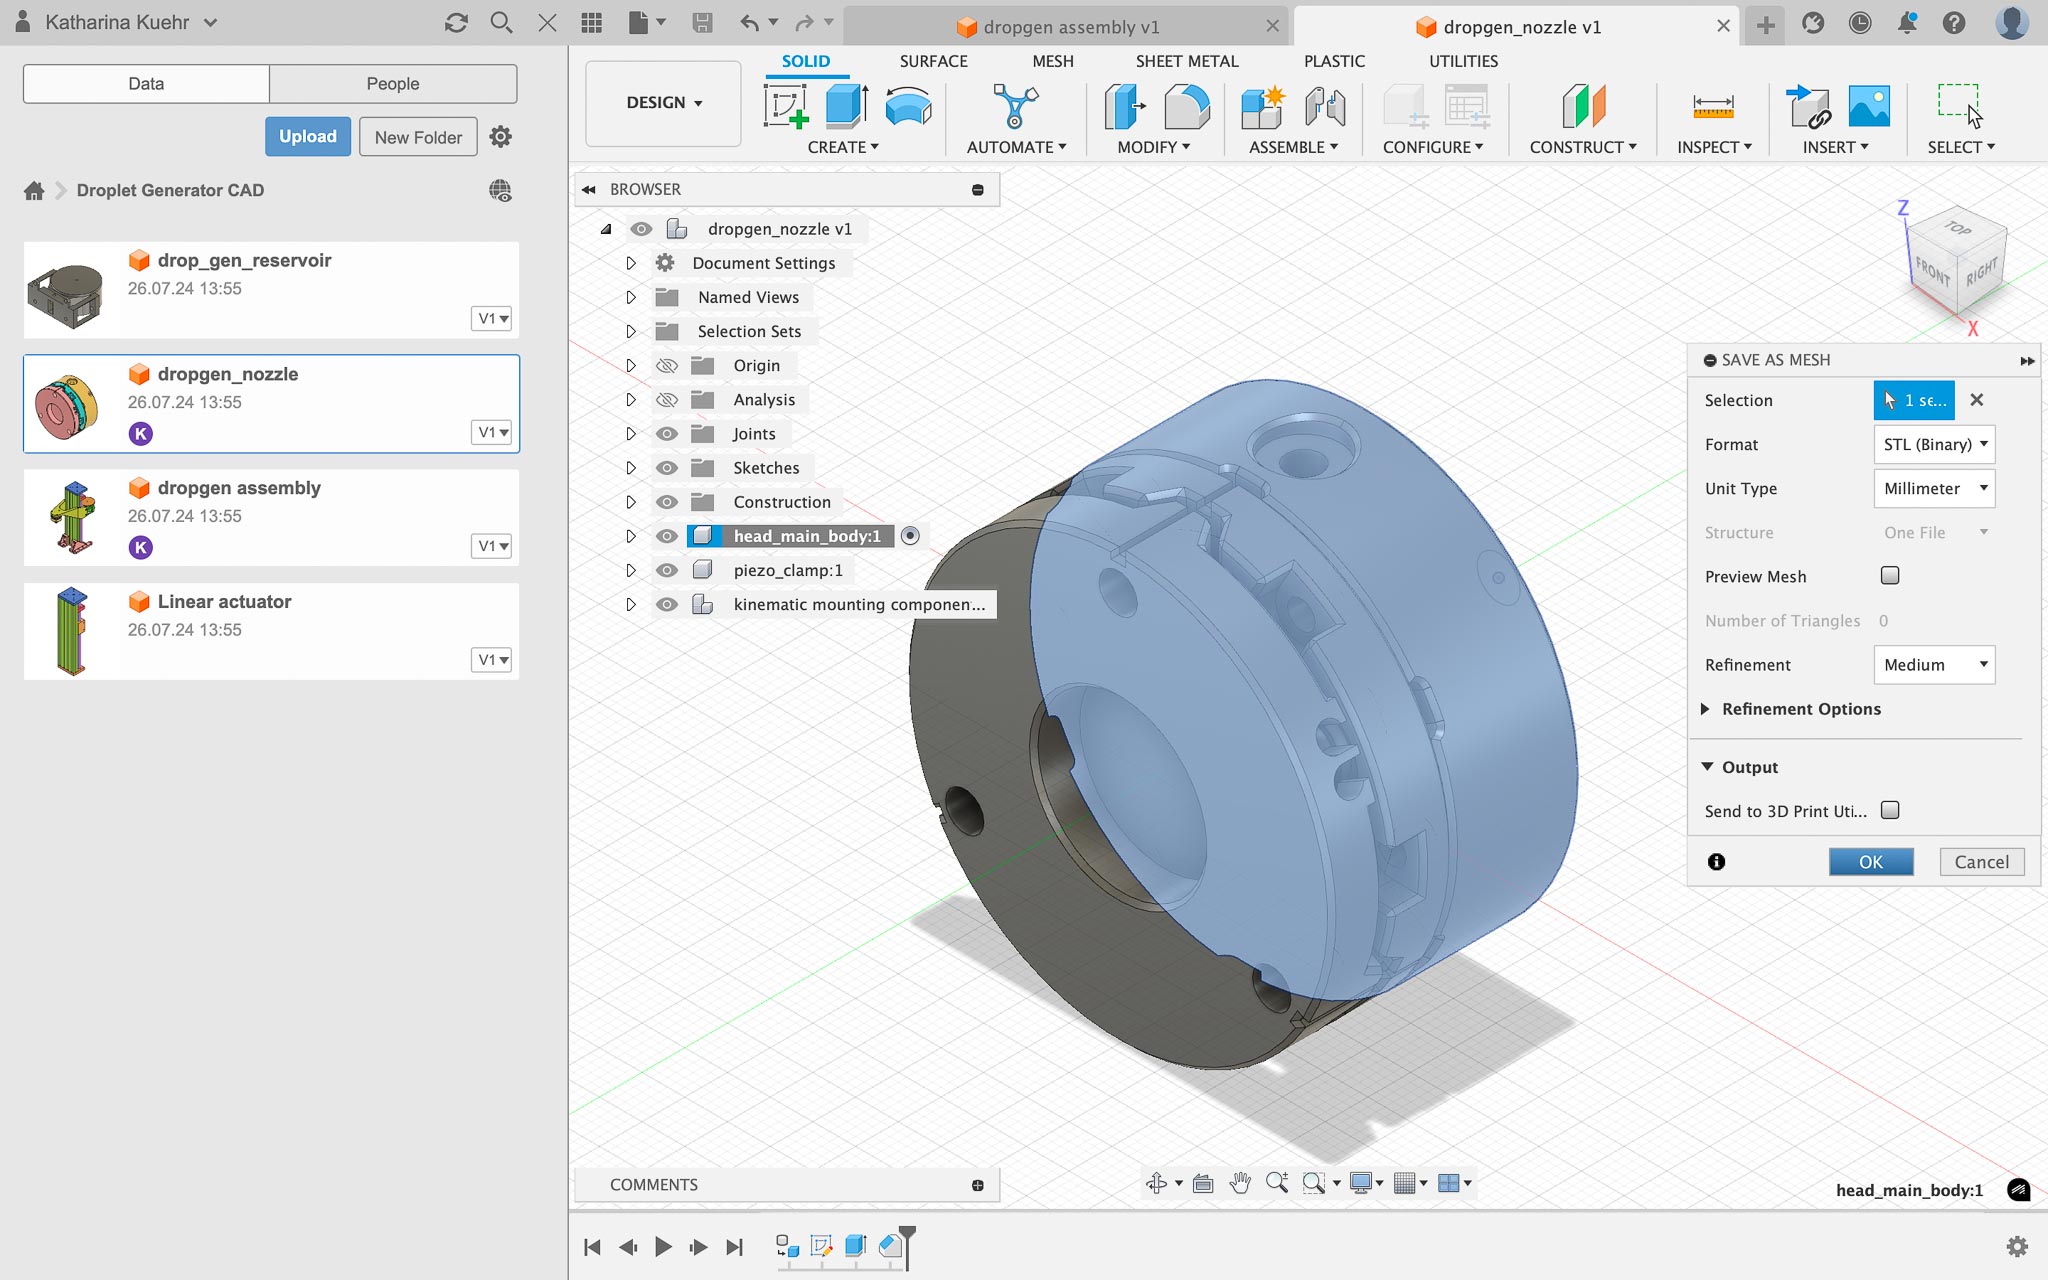 Katharina Kuehr
dropgen assembly v1
dropgen_nozzle v1
Data
People
Upload
New Folder
Droplet Generator CAD
drop_gen_reservoir
26.07.24 13:55
V1
dropgen_nozzle
26.07.24 13:55
K
V1
dropgen assembly
26.07.24 13:55
K
V1
Linear actuator
26.07.24 13:55
V1
DESIGN
SOLID
SURFACE
MESH
SHEET METAL
PLASTIC
UTILITIES
CREATE
AUTOMATE
MODIFY
ASSEMBLE
CONFIGURE
CONSTRUCT
INSPECT
INSERT
SELECT
BROWSER
dropgen_nozzle v1
Document Settings
Named Views
Selection Sets
Origin
Analysis
Joints
Sketches
Construction
head_main_body:1
piezo_clamp:1
kinematic mounting componen...
Z
TOP
FRONT
RIGHT
X
SAVE AS MESH
Selection
1 se...
Format
STL (Binary)
Unit Type
Millimeter
Structure
One File
Preview Mesh
Number of Triangles
0
Refinement
Medium
Refinement Options
Output
Send to 3D Print Uti...
OK
Cancel
COMMENTS
head_main_body:1